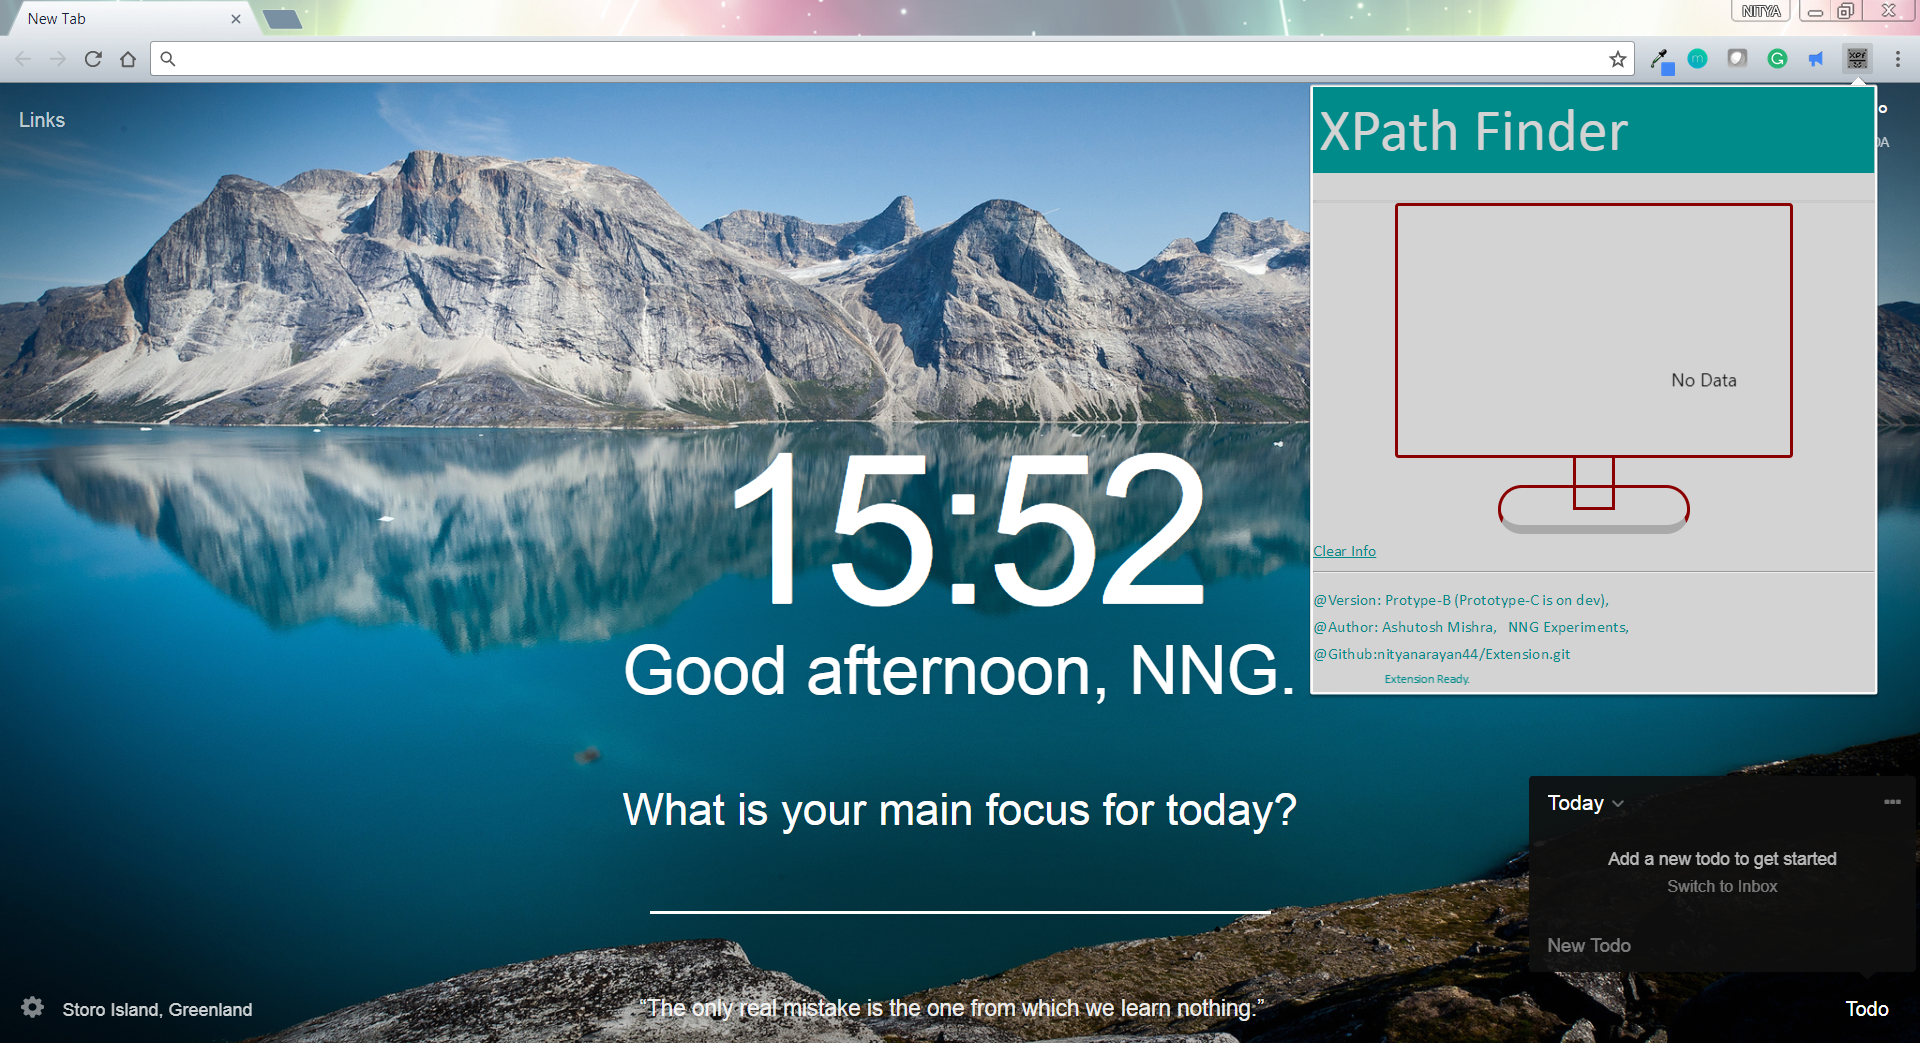 New Tab
NITYA
Links
XPath Finder
No Data
Clear Info
@Version: Protype-B (Prototype-C is on dev),
@Author: Ashutosh Mishra, NNG Experiments,
@Github:nityanarayan44/Extension.git
Extension Ready.
15:52
Good afternoon, NNG.
What is your main focus for today?
Today
Add a new todo to get started
Switch to Inbox
New Todo
Storo Island, Greenland
“The only real mistake is the one from which we learn nothing.”
Todo